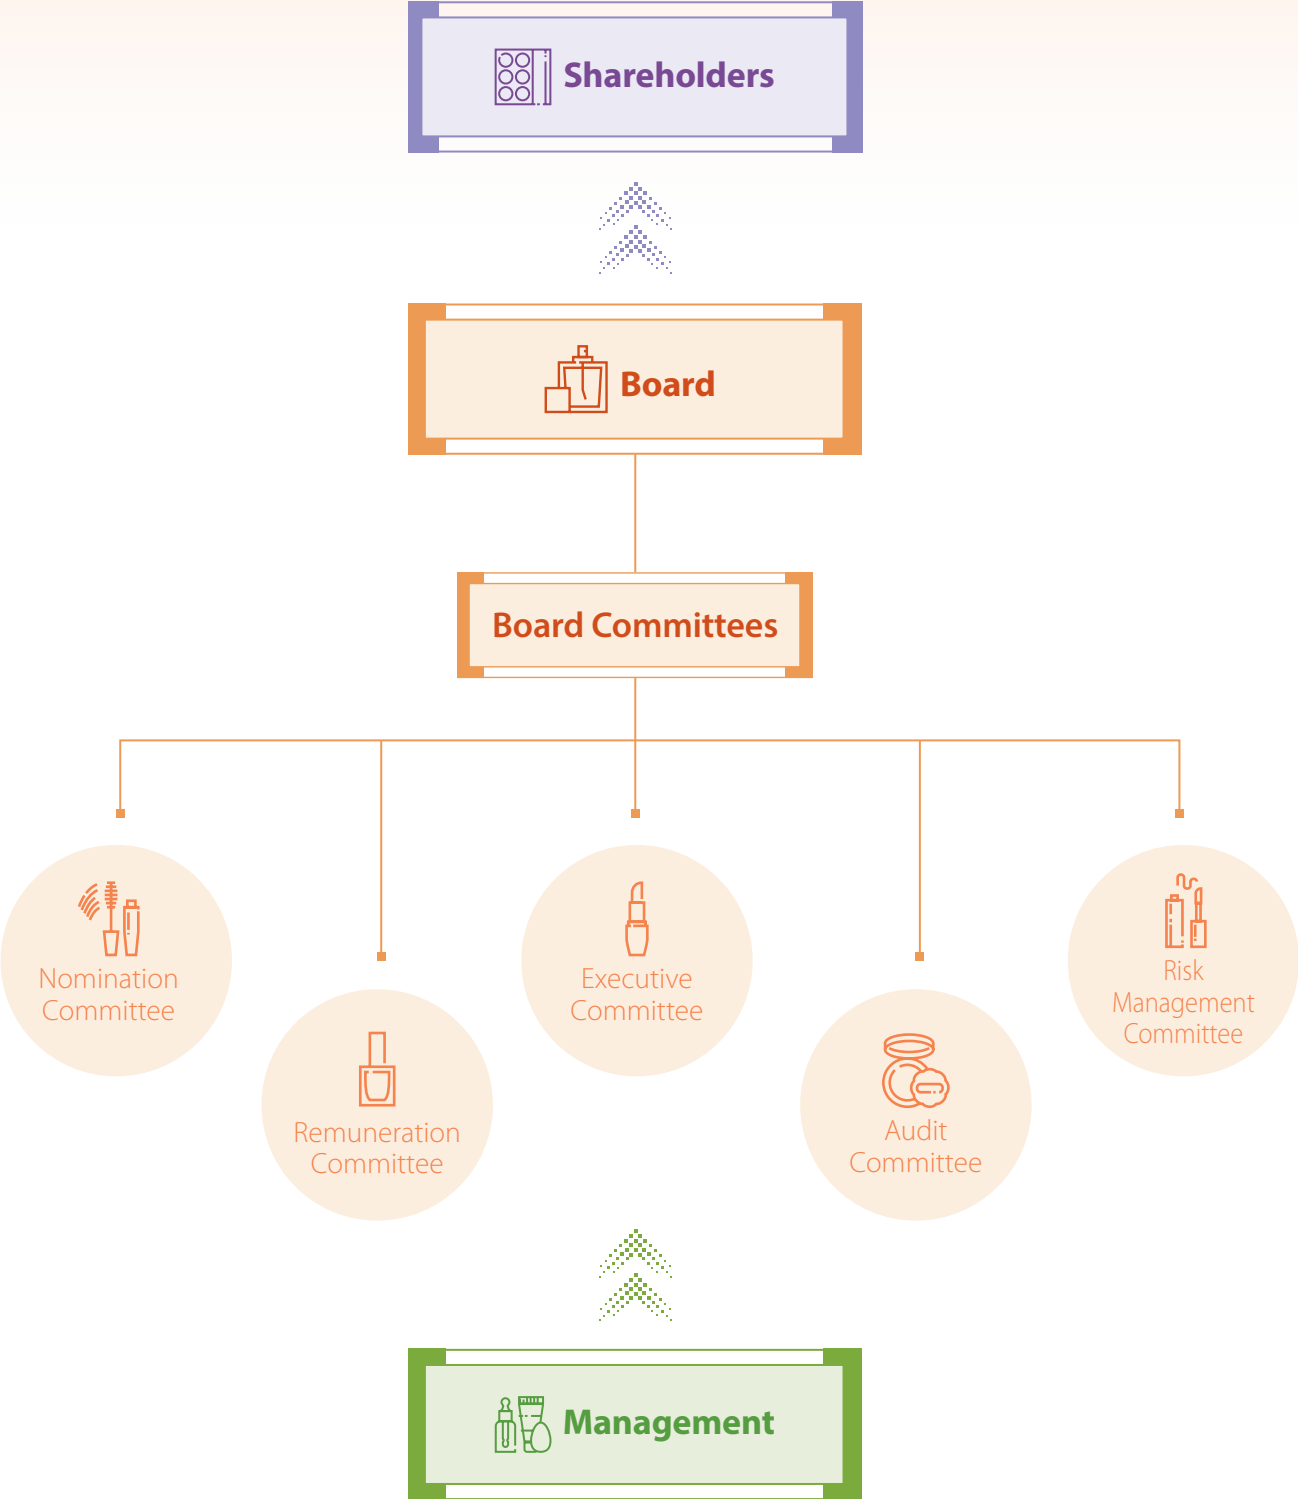 Shareholders
Board
Board Committees
Nomination
Committee
Remuneration
Committee
Executive
Committee
Audit
Committee
Risk
Management
Committee
Management